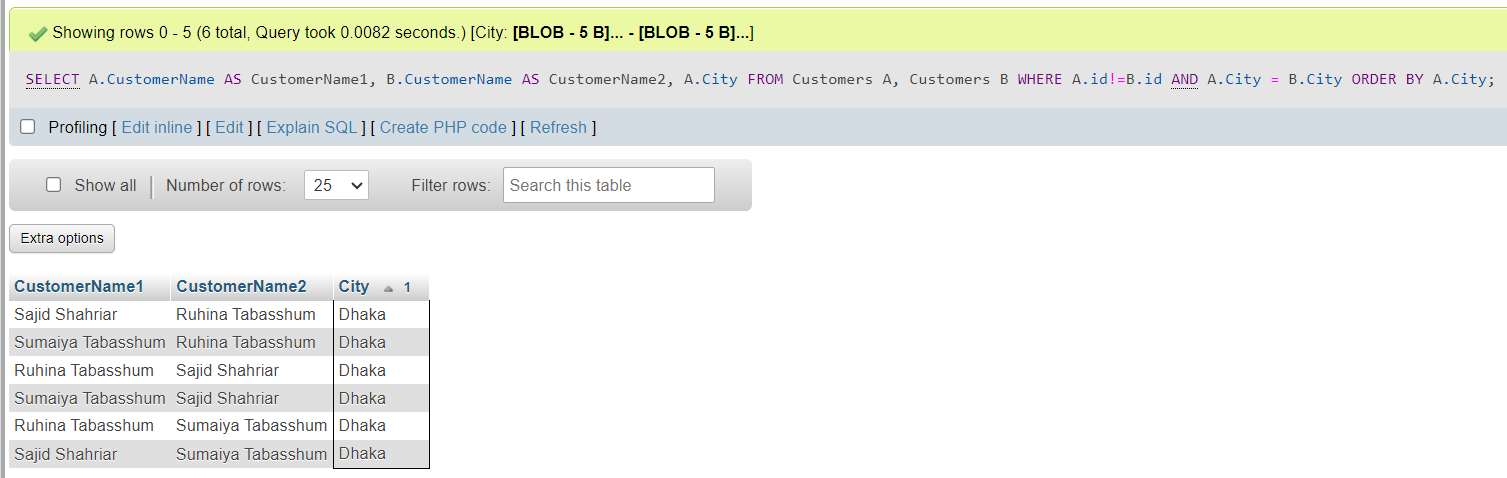 Showing rows 0 - 5 (6 total, Query took 0.0082 seconds.) [City: [BLOB - 5 B]... - [BLOB - 5 B]...]
SELECT A.CustomerName AS CustomerName1, B.CustomerName AS CustomerName2, A.City FROM Customers A, Customers B WHERE A.id!=B.id AND A.City = B.City ORDER BY A.City;
Profiling [ Edit inline ] [ Edit ] [ Explain SQL ] [ Create PHP code ] [ Refresh ]
Show all Number of rows: 25 Filter rows: Search this table
Extra options
CustomerName1 CustomerName2 City 1
Sajid Shahriar Ruhina Tabasshum Dhaka
Sumaiya Tabasshum Ruhina Tabasshum Dhaka
Ruhina Tabasshum Sajid Shahriar Dhaka
Sumaiya Tabasshum Sajid Shahriar Dhaka
Ruhina Tabasshum Sumaiya Tabasshum Dhaka
Sajid Shahriar Sumaiya Tabasshum Dhaka